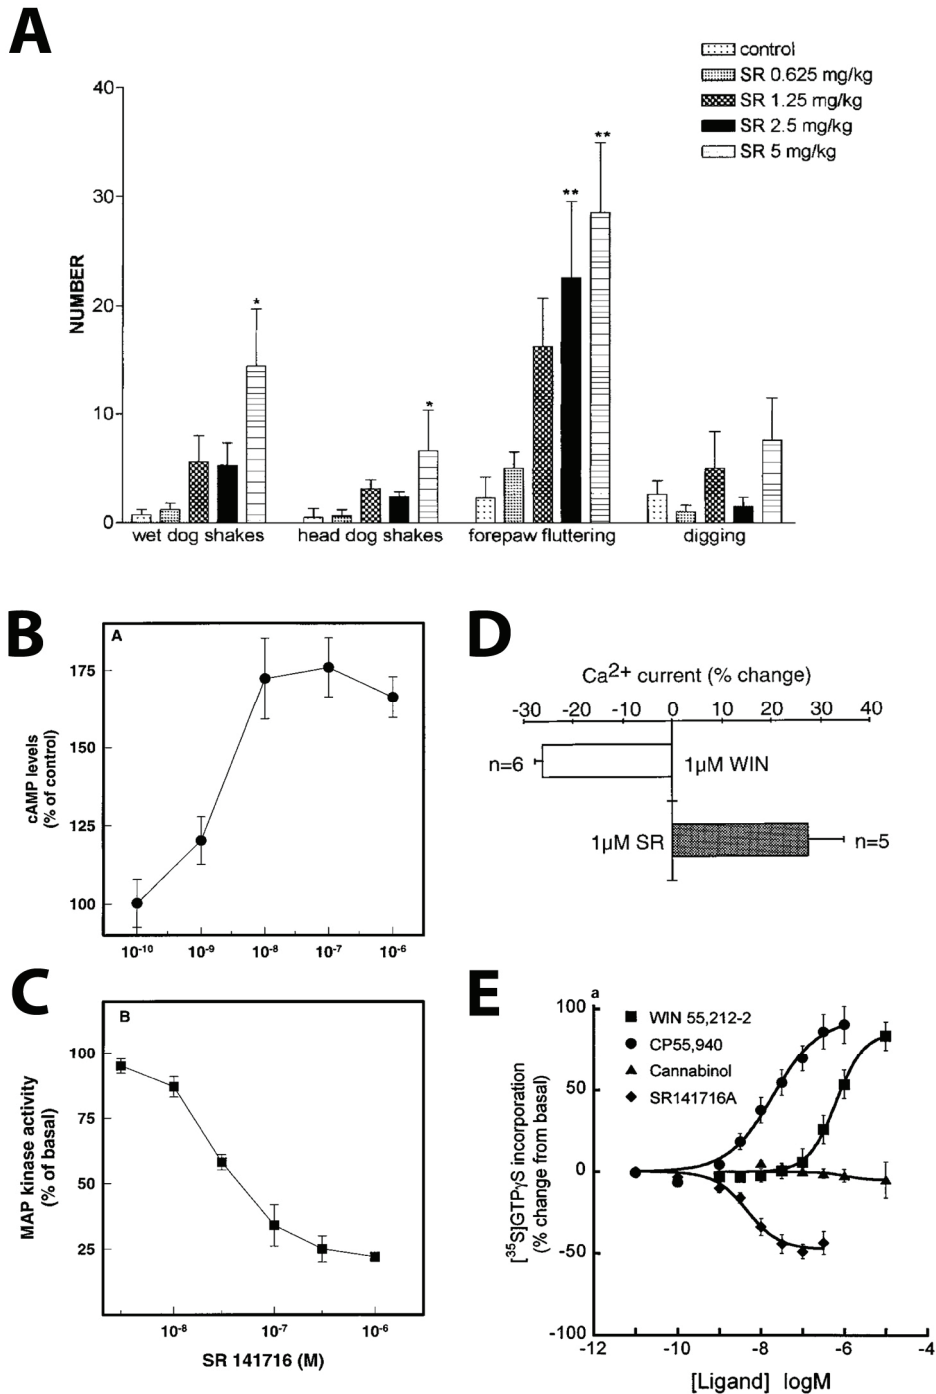 A
control
SR 0.625 mg/kg
SR 1.25 mg/kg
SR 2.5 mg/kg
SR 5 mg/kg
40
30
20
10
0
NUMBER
*
*
**
**
wet dog shakes
head dog shakes
forepaw fluttering
digging
B
A
175
150
125
100
cAMP levels
(% of control)
10-10
10-9
10-8
10-7
10-6
C
B
100
75
50
25
MAP kinase activity
(% of basal)
10-8
10-7
10-6
SR 141716 (M)
D
Ca2+ current (% change)
-30 -20 -10 0 10 20 30 40
n=6
1μM WIN
1μM SR
n=5
E
a
100
50
0
-50
-100
WIN 55,212-2
CP55,940
Cannabinol
SR141716A
[35S]GTPγS incorporation
(% change from basal)
-12 -10 -8 -6 -4
[Ligand] logM